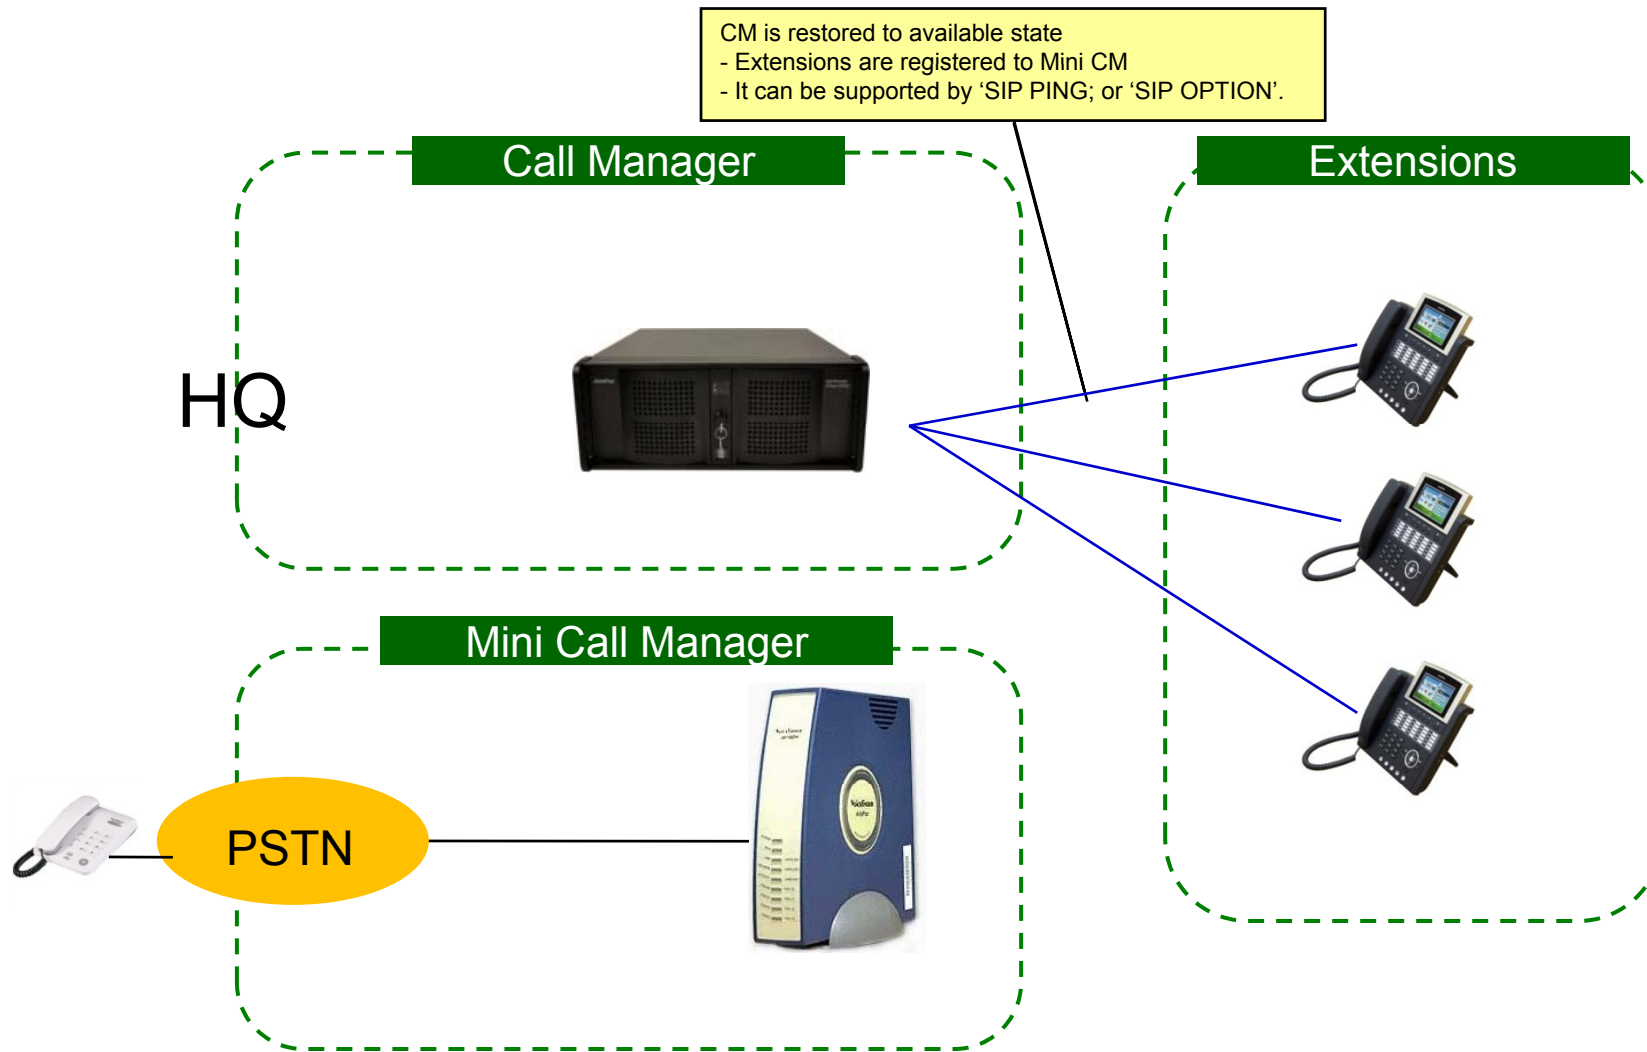 CM is restored to available state
- Extensions are registered to Mini CM
- It can be supported by ‘SIP PING; or ‘SIP OPTION’.
Call Manager
Extensions
HQ
Mini Call Manager
PSTN